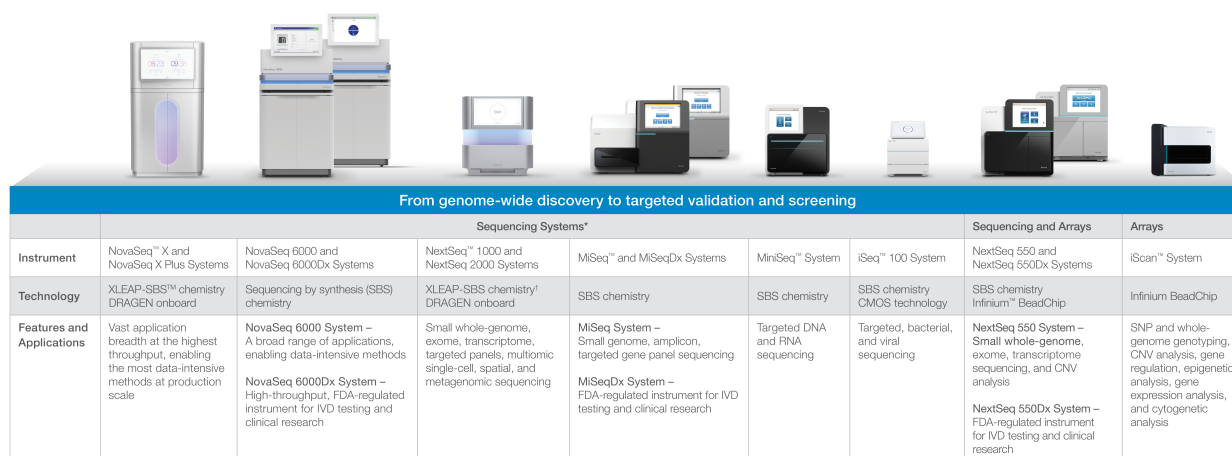 From genome-wide discovery to targeted validation and screening
Sequencing Systems*
Sequencing and Arrays
Arrays
Instrument
NovaSeq™ X and
NovaSeq X Plus Systems
NovaSeq 6000 and
NovaSeq 6000Dx Systems
NextSeq™ 1000 and
NextSeq 2000 Systems
MiSeq™ and MiSeqDx Systems
MiniSeq™ System
iSeq™ 100 System
NextSeq 550 and
NextSeq 550Dx Systems
iScan™ System
Technology
XLEAP-SBS™ chemistry
DRAGEN onboard
Sequencing by synthesis (SBS)
chemistry
XLEAP-SBS chemistry†
DRAGEN onboard
SBS chemistry
SBS chemistry
SBS chemistry
CMOS technology
SBS chemistry
Infinium™ BeadChip
Infinium BeadChip
Features and
Applications
Vast application
breadth at the highest
throughput, enabling
the most data-intensive
methods at production
scale
NovaSeq 6000 System –
A broad range of applications,
enabling data-intensive methods
NovaSeq 6000Dx System –
High-throughput, FDA-regulated
instrument for IVD testing and
clinical research
Small whole-genome,
exome, transcriptome,
targeted panels, multiomic
single-cell, spatial, and
metagenomic sequencing
MiSeq System –
Small genome, amplicon,
targeted gene panel sequencing
MiSeqDx System –
FDA-regulated instrument for IVD
testing and clinical research
Targeted DNA
and RNA
sequencing
Targeted, bacterial,
and viral
sequencing
NextSeq 550 System –
Small whole-genome,
exome, transcriptome
sequencing, and CNV
analysis
NextSeq 550Dx System –
FDA-regulated instrument
for IVD testing and clinical
research
SNP and whole-
genome genotyping,
CNV analysis, gene
regulation, epigenetic
analysis, gene
expression analysis,
and cytogenetic
analysis